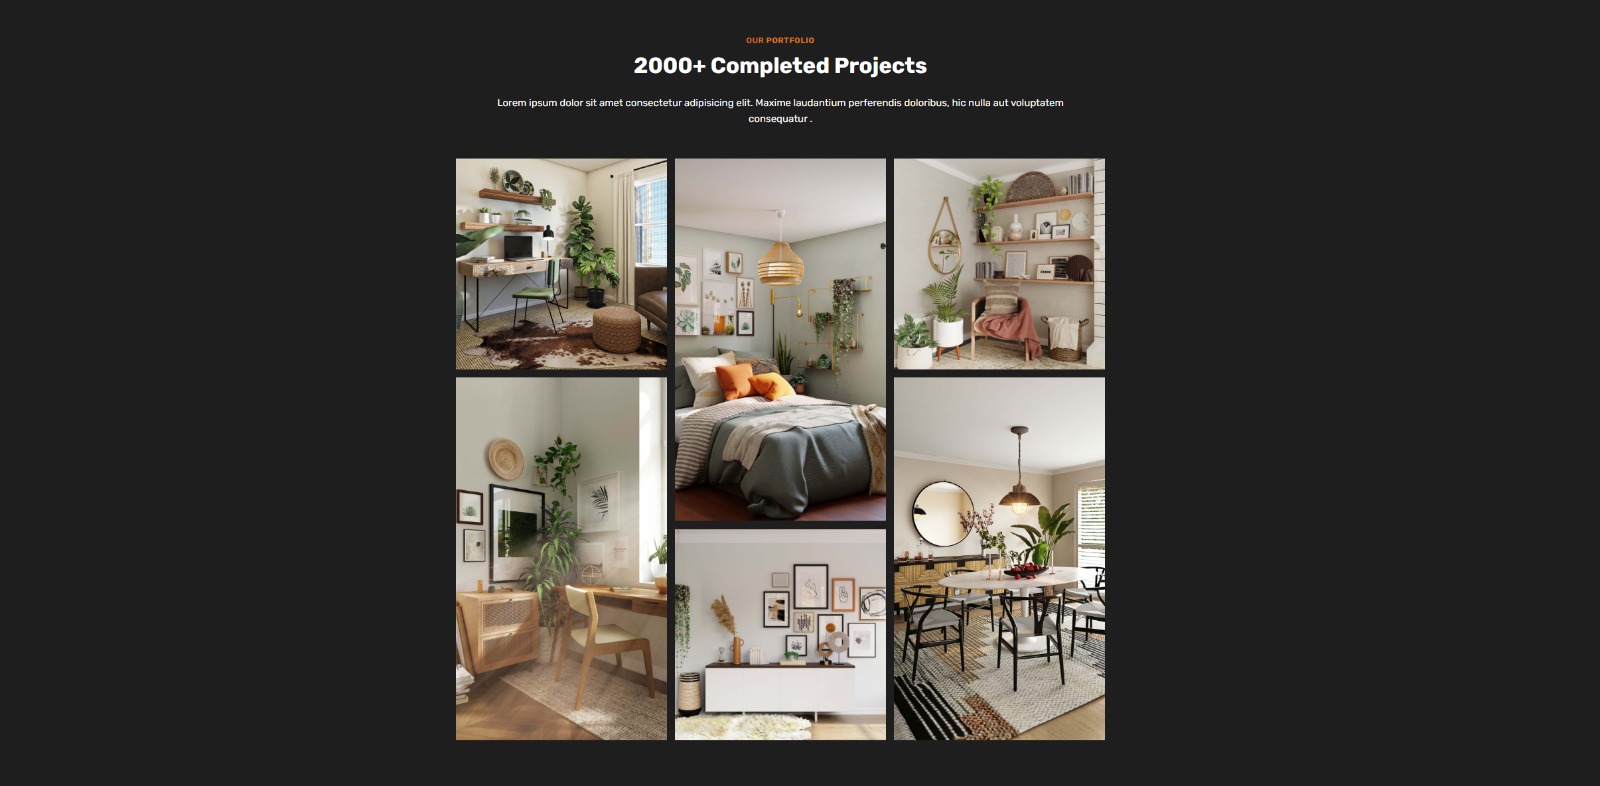 OUR PORTFOLIO
2000+ Completed Projects
Lorem ipsum dolor sit amet consectetur adipisicing elit. Maxime laudantium perferendis doloribus, hic nulla aut voluptatem
consequatur .